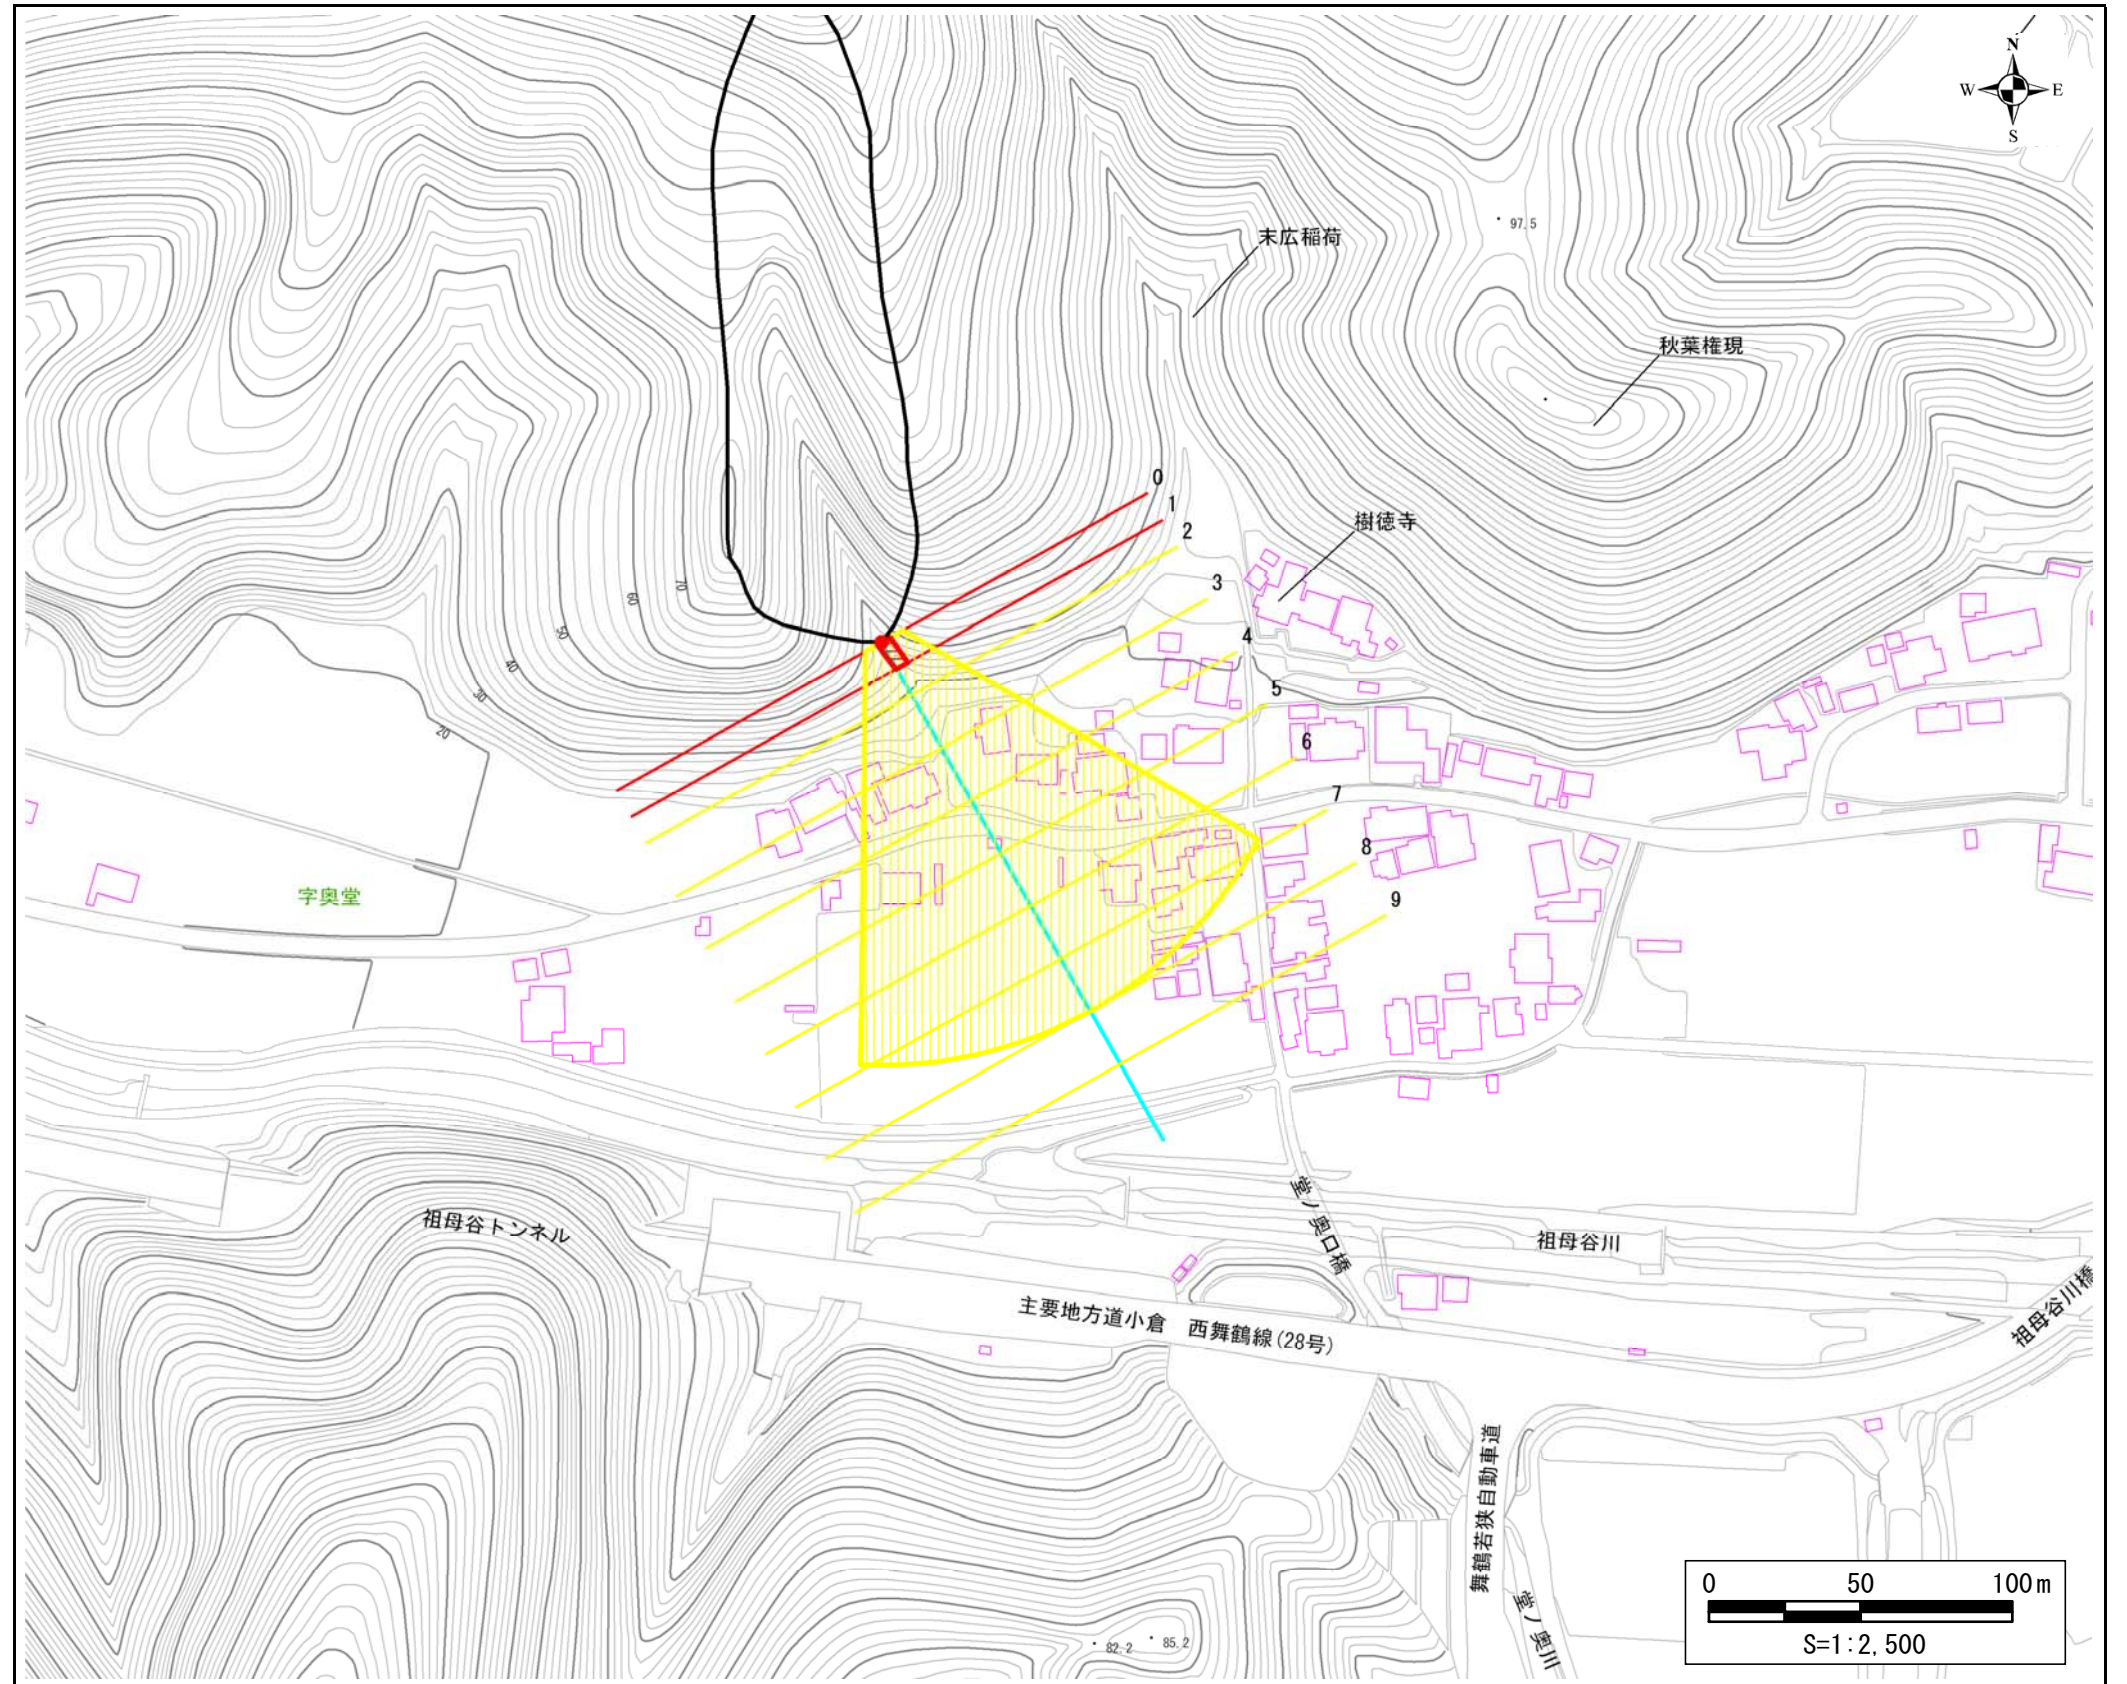 N
W E
S
97.5
末広稲荷
秋葉権現
0
1
樹徳寺
2
3
70
60
50
4
40
5
30
20
6
7
8
字奥堂
9
堂ノ奥口橋
祖母谷トンネル
祖母谷川
祖母谷川橋
主要地方道小倉 西舞鶴線(28号)
舞鶴若狭自動車道
堂ノ奥川
82.2
85.2
0 50 100m
S=1:2,500